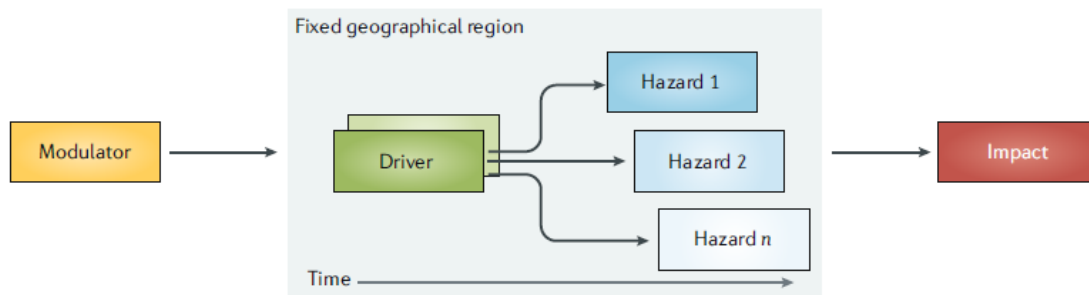 Fixed geographical region
Hazard 1
Modulator
Driver
Hazard 2
Impact
Hazard n
Time